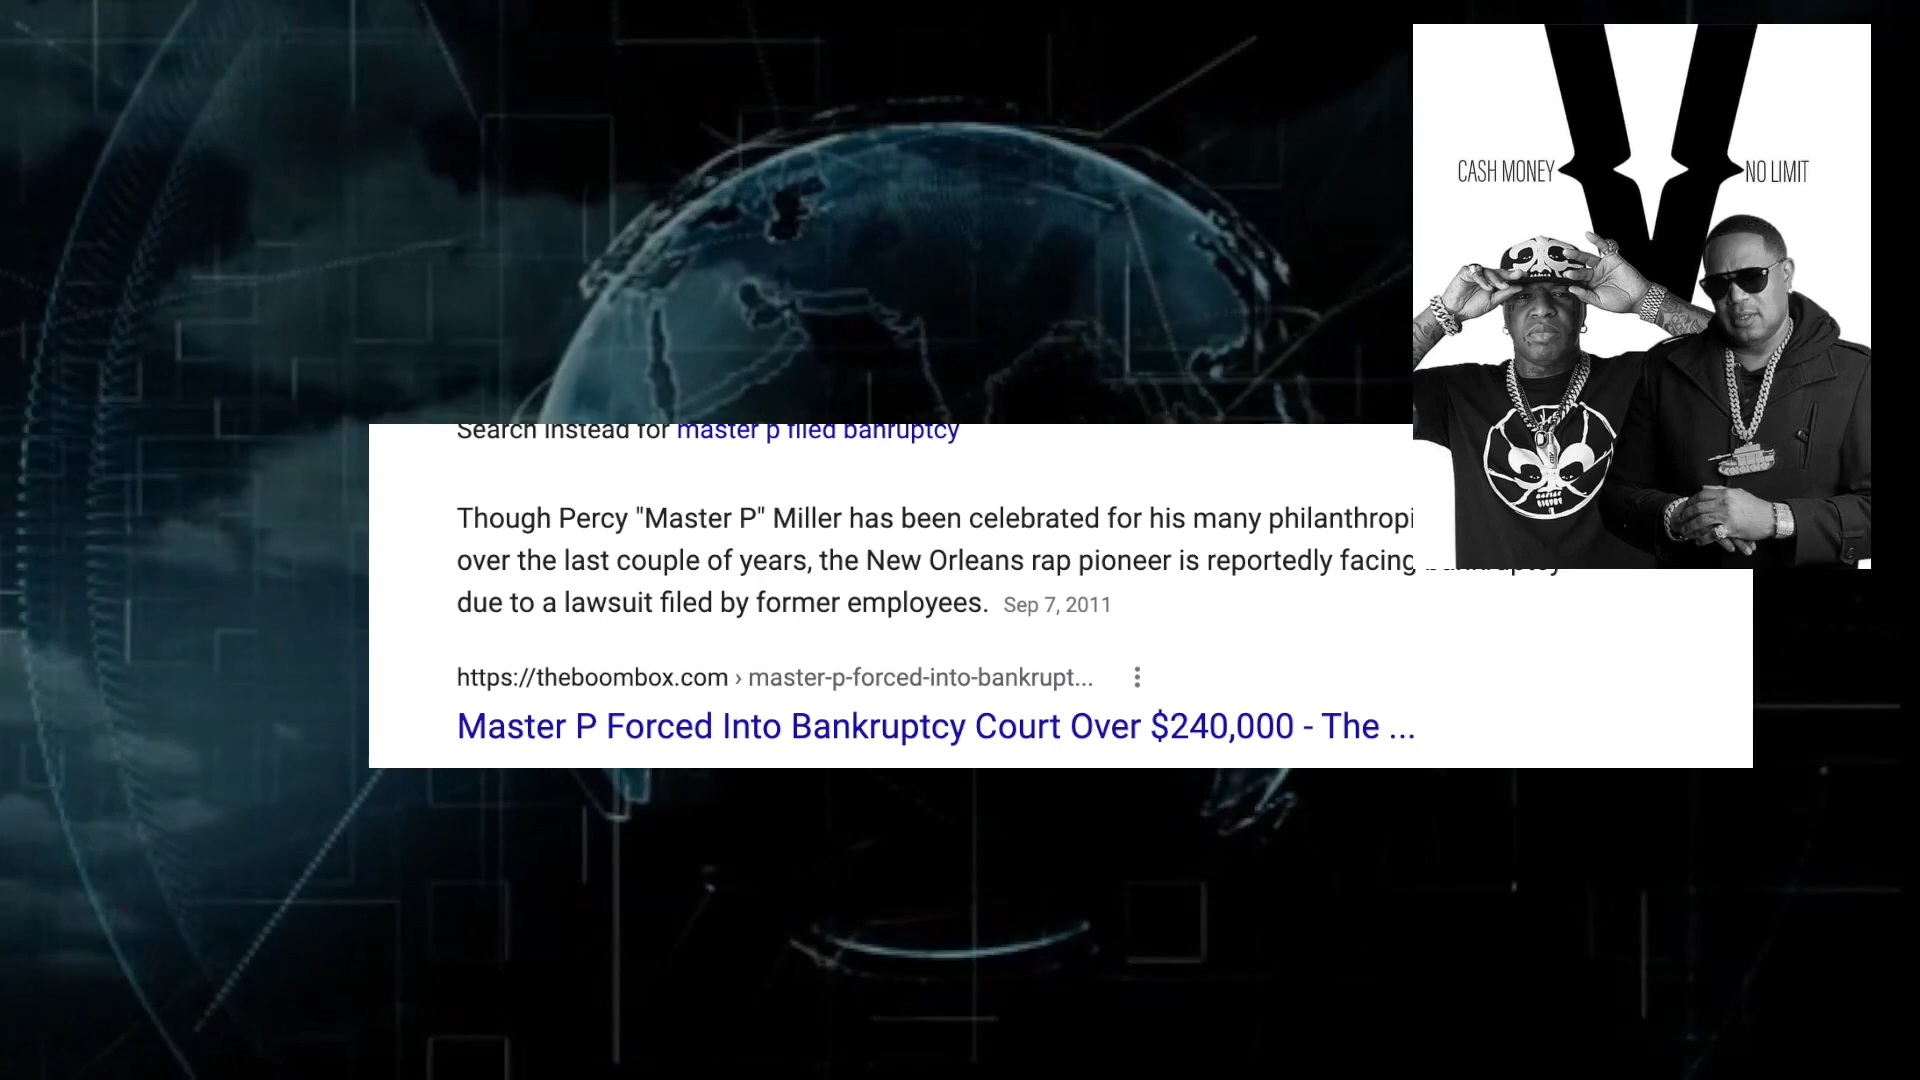 CASH MONEY
NO LIMIT
Search instead for master p filed banruptcy
Though Percy "Master P" Miller has been celebrated for his many philanthropi
over the last couple of years, the New Orleans rap pioneer is reportedly facing
due to a lawsuit filed by former employees. Sep 7, 2011
https://theboombox.com › master-p-forced-into-bankrupt...
Master P Forced Into Bankruptcy Court Over $240,000 - The ...